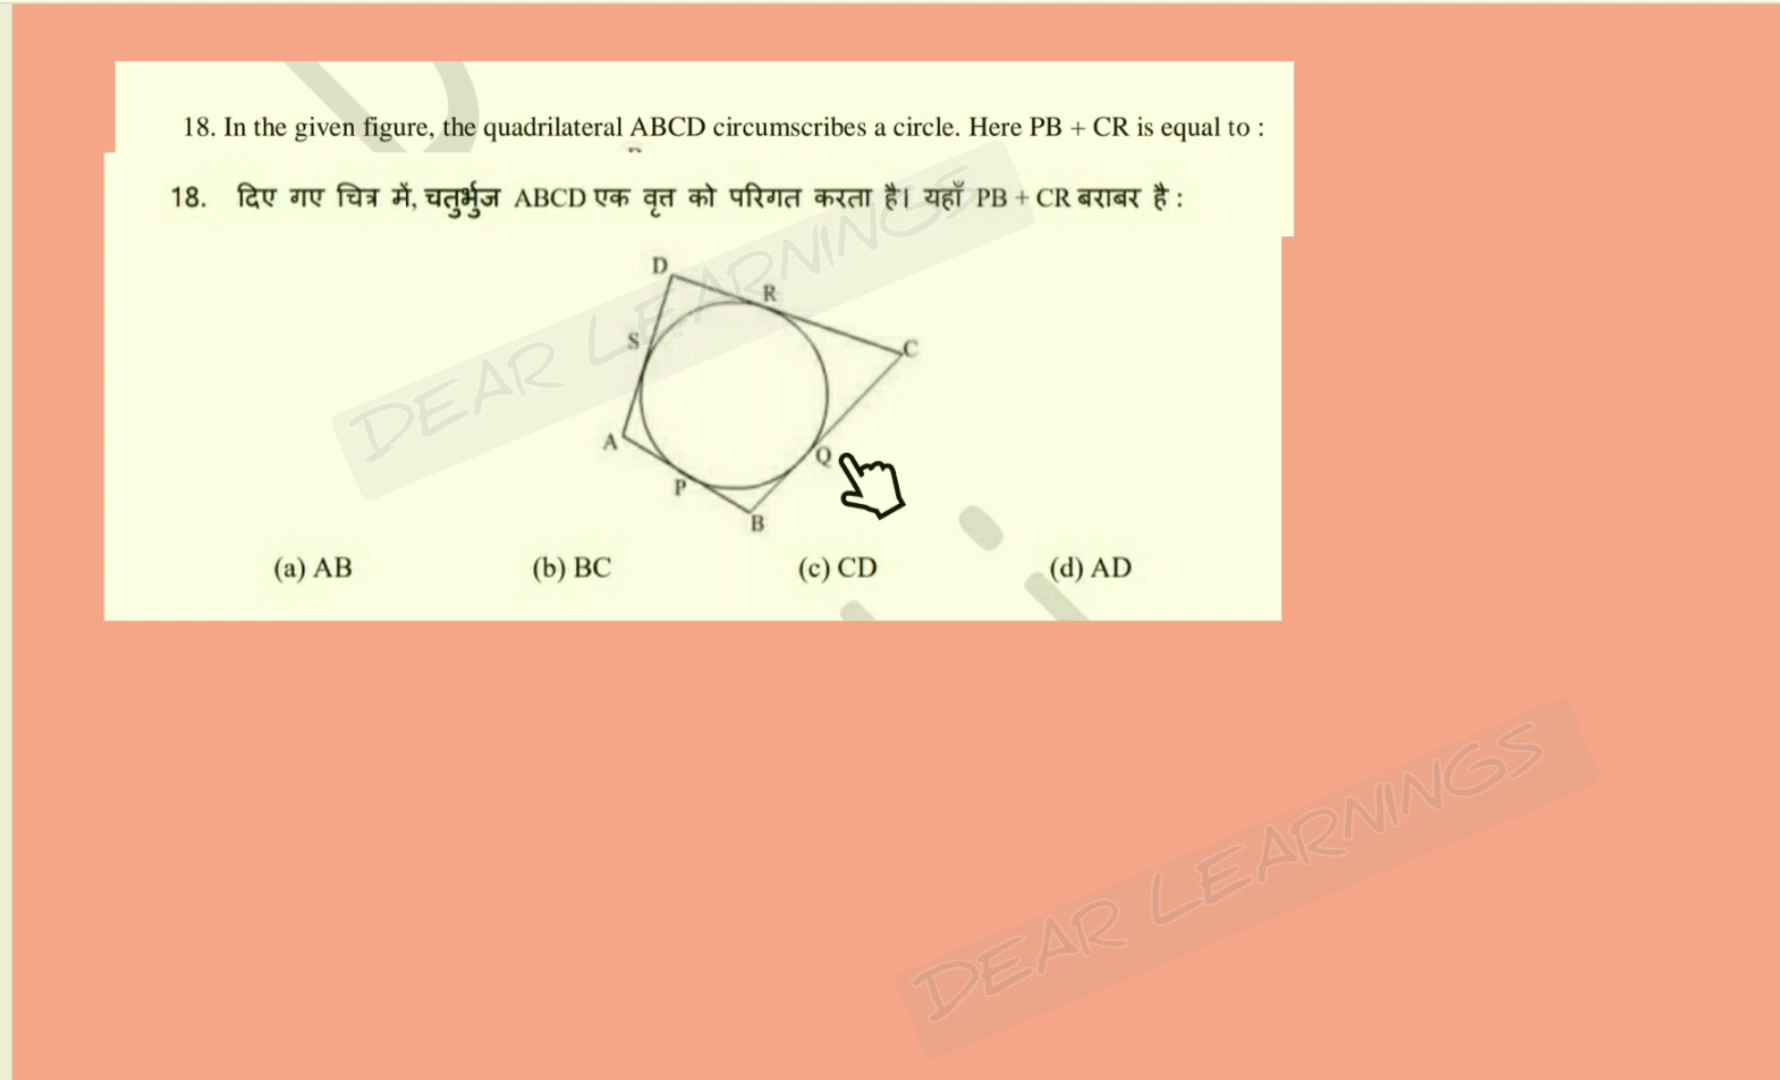 18. In the given figure, the quadrilateral ABCD circumscribes a circle. Here PB + CR is equal to :
18. दिए गए चित्र में, चतुर्भुज ABCD एक वृत्त को परिगत करता है। यहाँ PB + CR बराबर है :
D
R
S
C
A
Q
P
B
(a) AB (b) BC (c) CD (d) AD
DEAR LEARNINGS
DEAR LEARNINGS